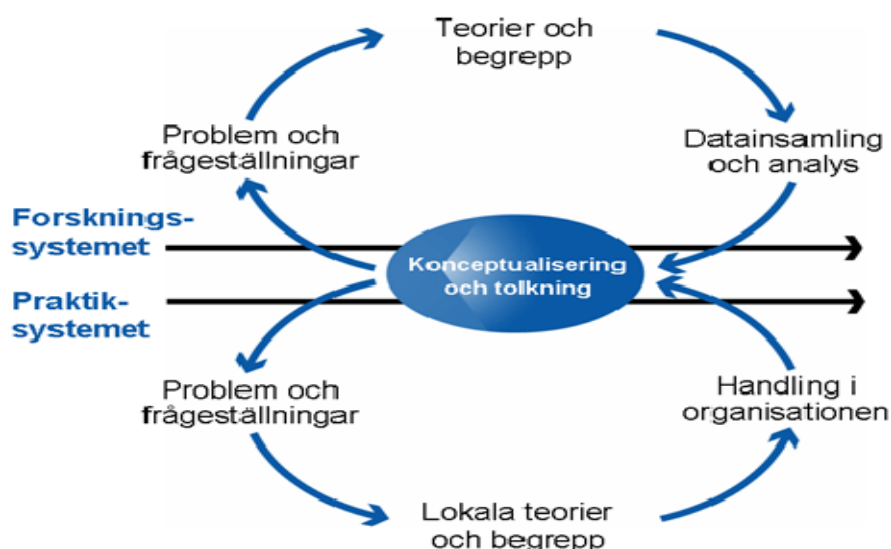 Teorier och
begrepp
Problem och
frågeställningar
Datainsamling
och analys
Forsknings-
systemet
Konceptualisering
och tolkning
Praktik-
systemet
Problem och
frågeställningar
Handling i
organisationen
Lokala teorier
och begrepp